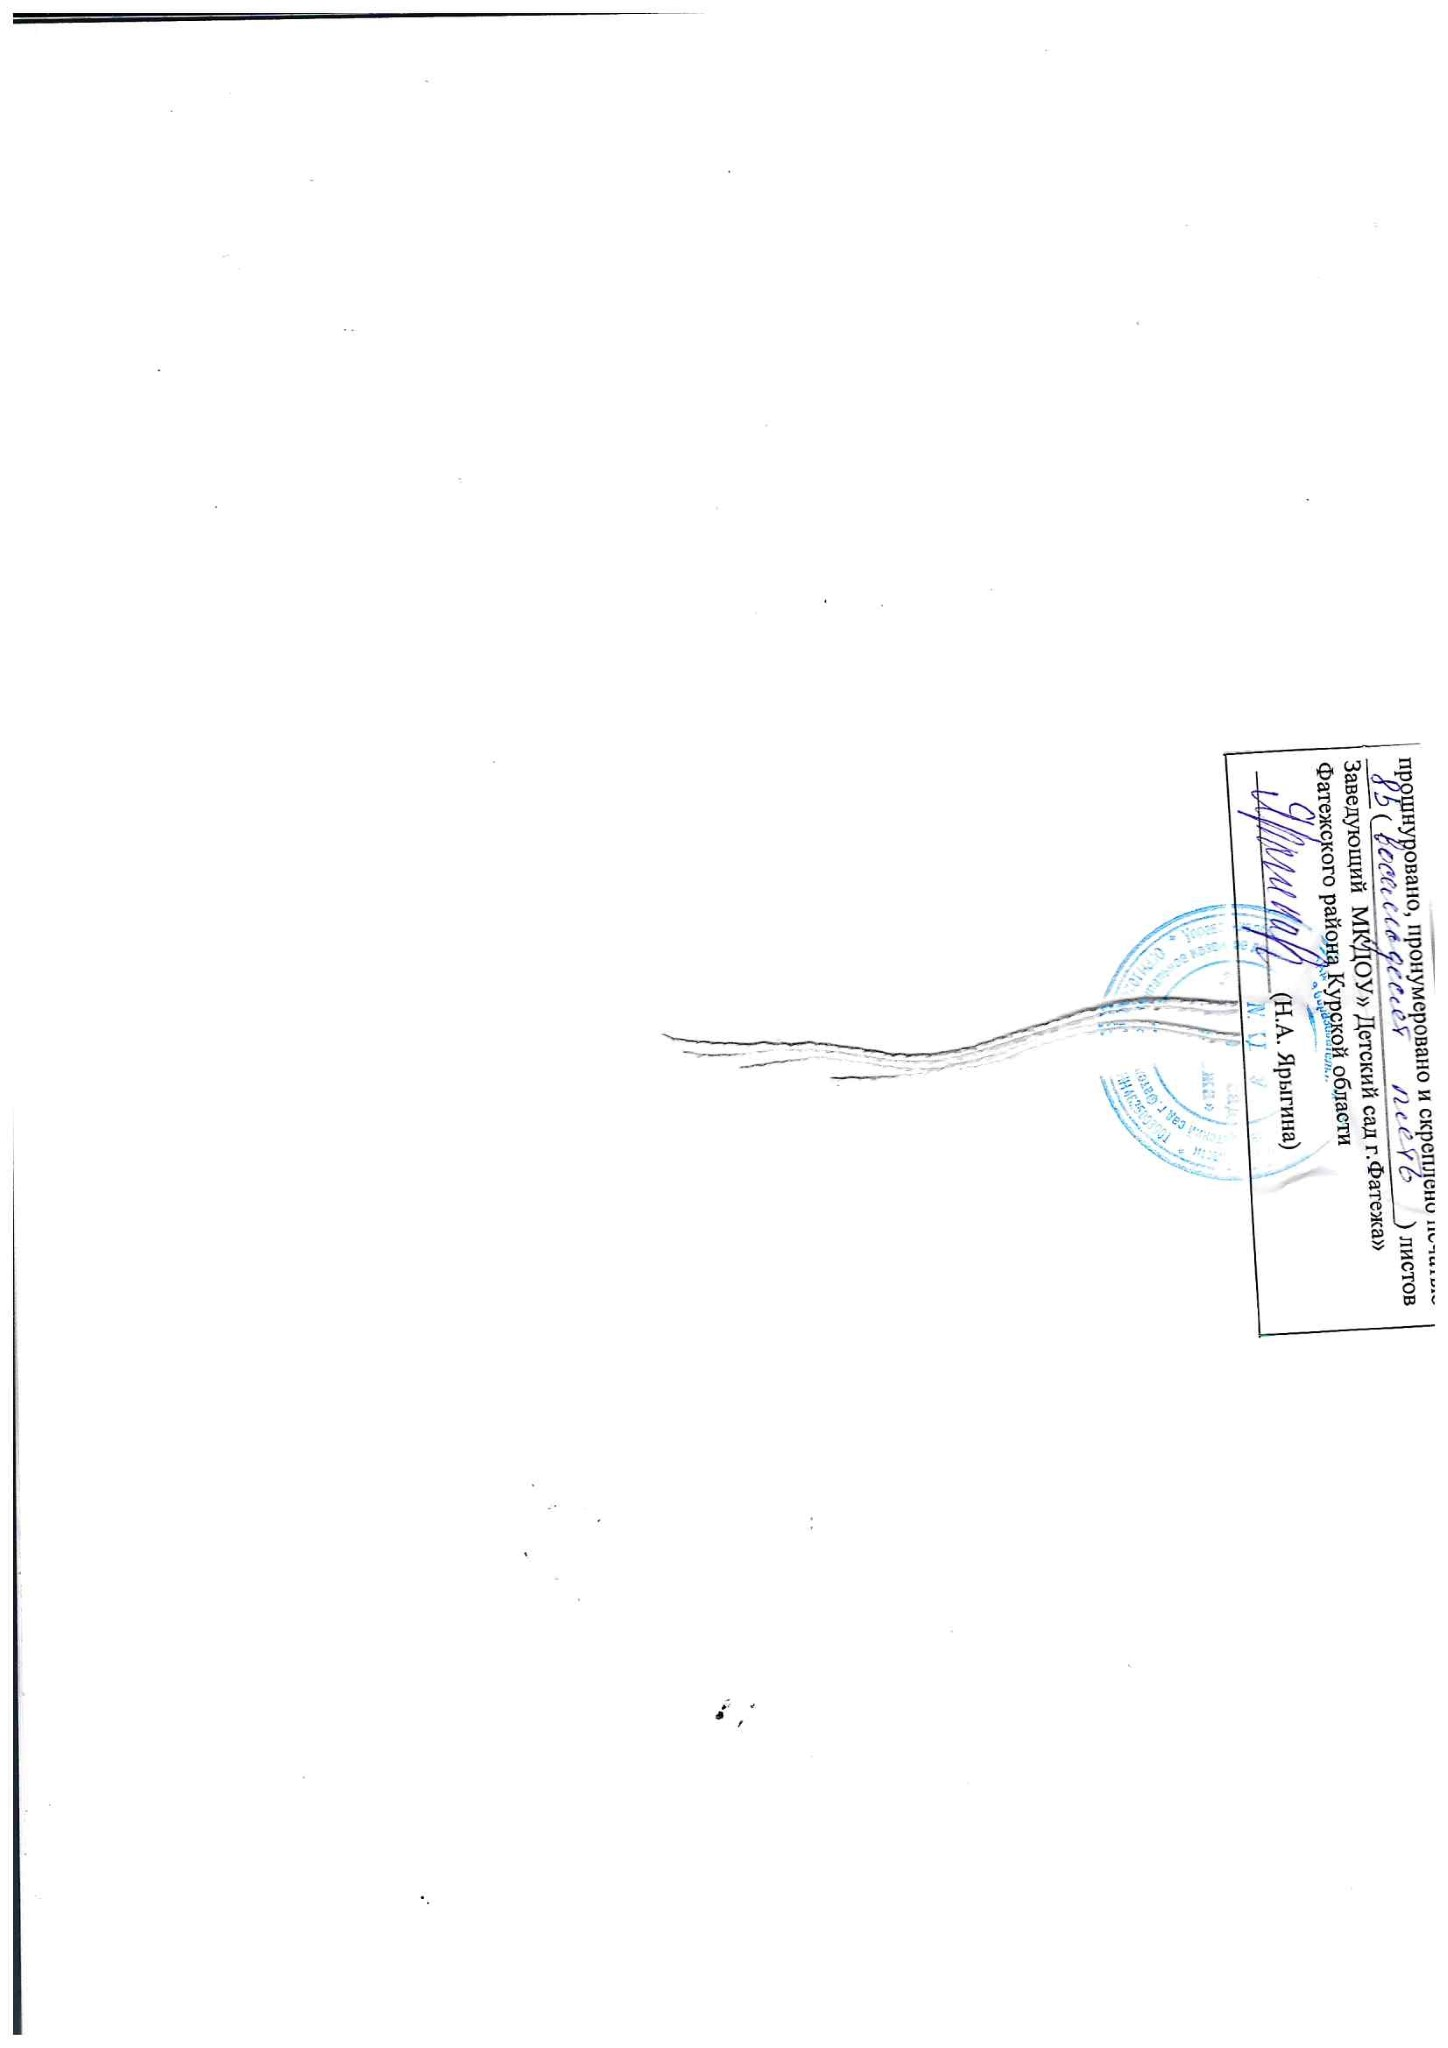 прошнуровано, пронумеровано и скреплено печатью
85 (восемьдесят пять) листов
Заведующий МКДОУ» Детский сад г.Фатежа»
Фатежского района Курской области
(Н.А. Ярыгина)